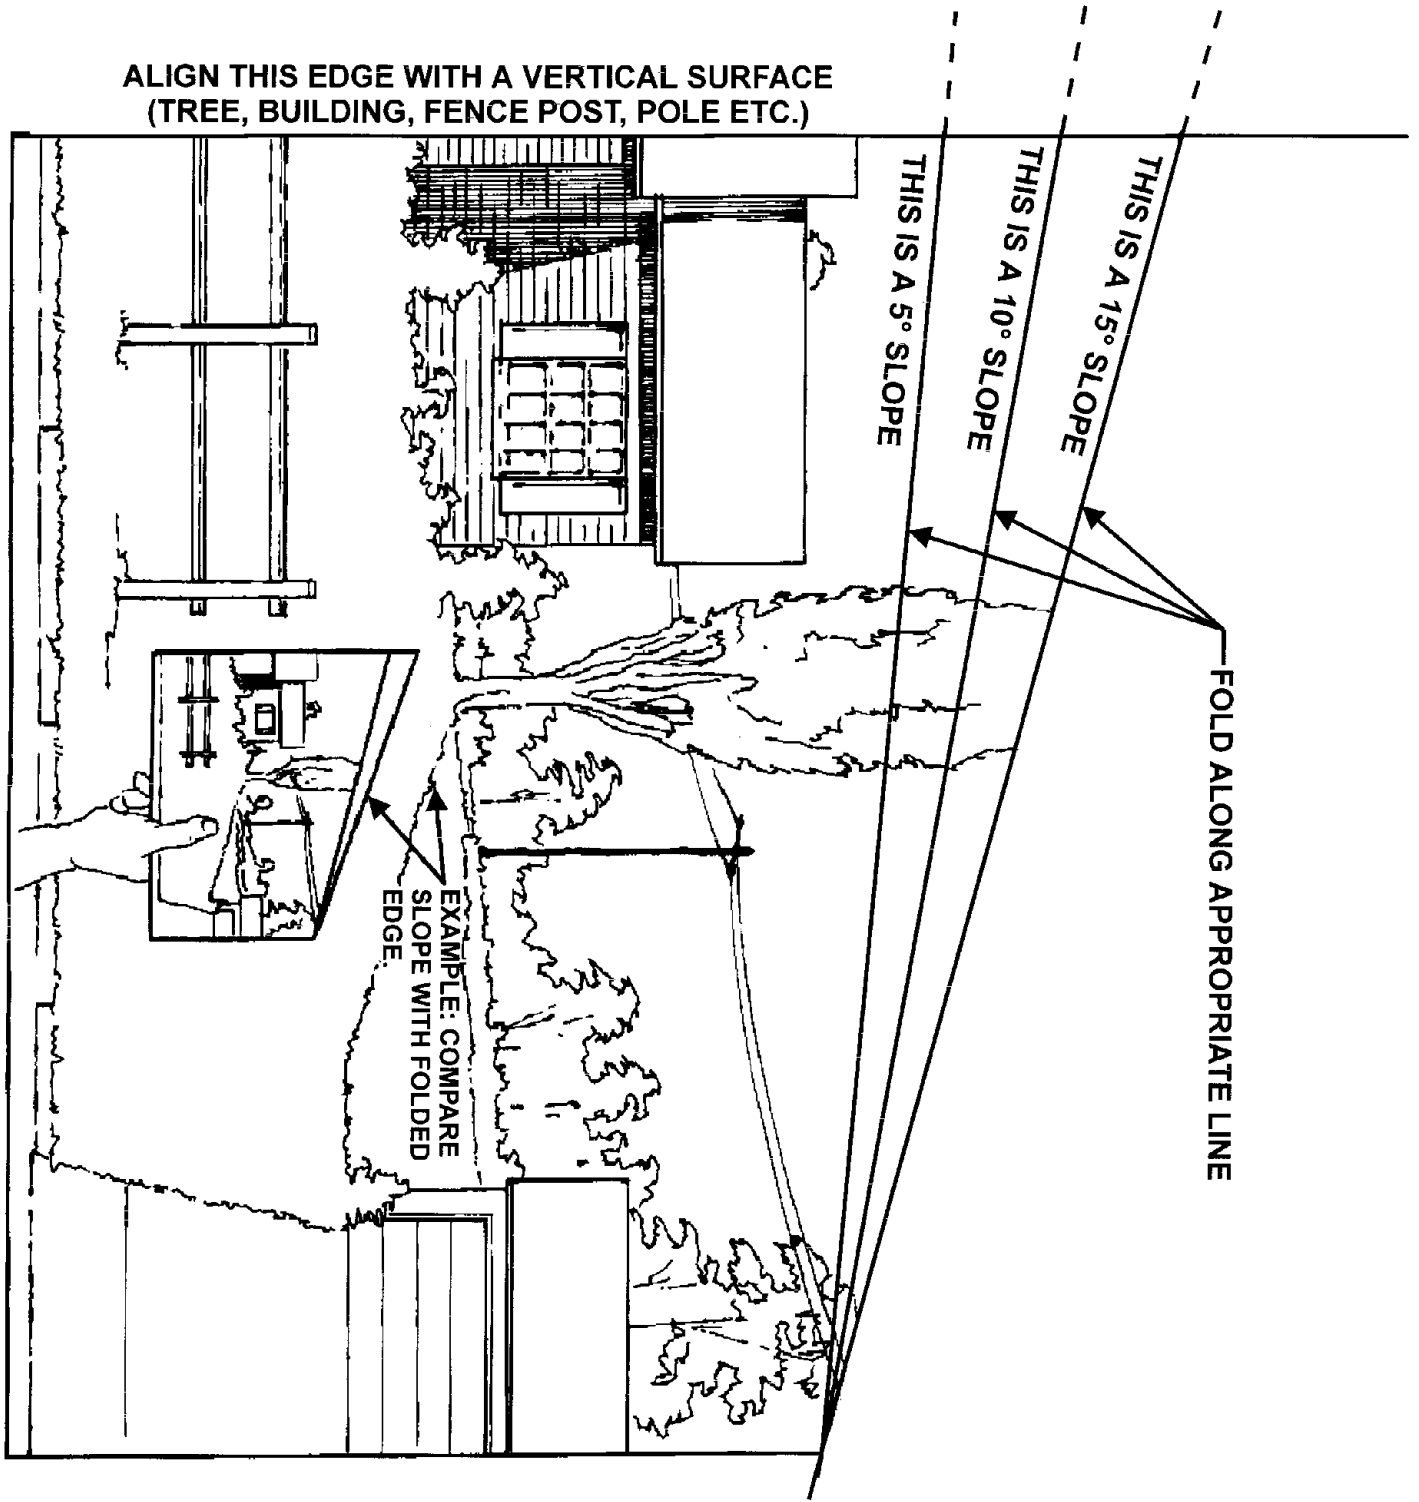 ALIGN THIS EDGE WITH A VERTICAL SURFACE
(TREE, BUILDING, FENCE POST, POLE ETC.)
THIS IS A 5° SLOPE
THIS IS A 10° SLOPE
THIS IS A 15° SLOPE
FOLD ALONG APPROPRIATE LINE
EXAMPLE: COMPARE
SLOPE WITH FOLDED
EDGE.